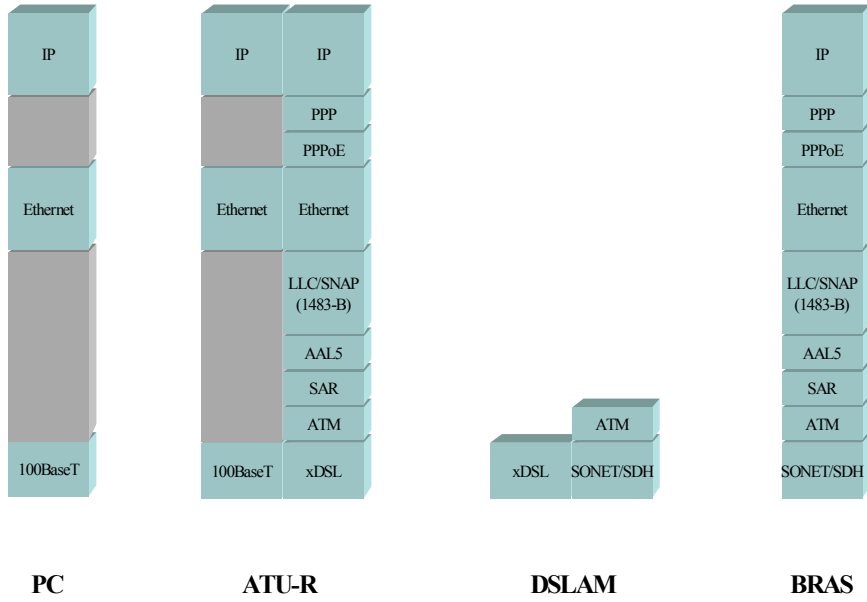 IP
Ethernet
100BaseT
PC
IP
Ethernet
100BaseT
IP
PPP
PPPoE
Ethernet
LLC/SNAP
(1483-B)
AAL5
SAR
ATM
xDSL
ATU-R
xDSL
ATM
SONET/SDH
DSLAM
IP
PPP
PPPoE
Ethernet
LLC/SNAP
(1483-B)
AAL5
SAR
ATM
SONET/SDH
BRAS